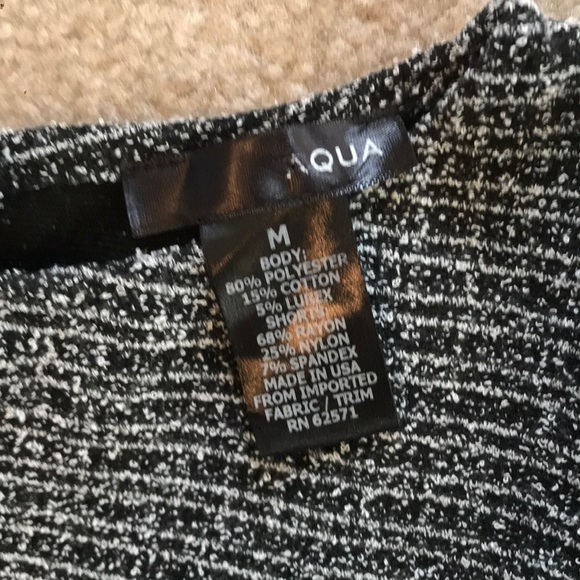 AQUA
M
BODY:
80% POLYESTER
15% COTTON
5% LUREX
SHORTS:
68% RAYON
25% NYLON
7% SPANDEX
MADE IN USA
FROM IMPORTED
FABRIC / TRIM
RN 62571